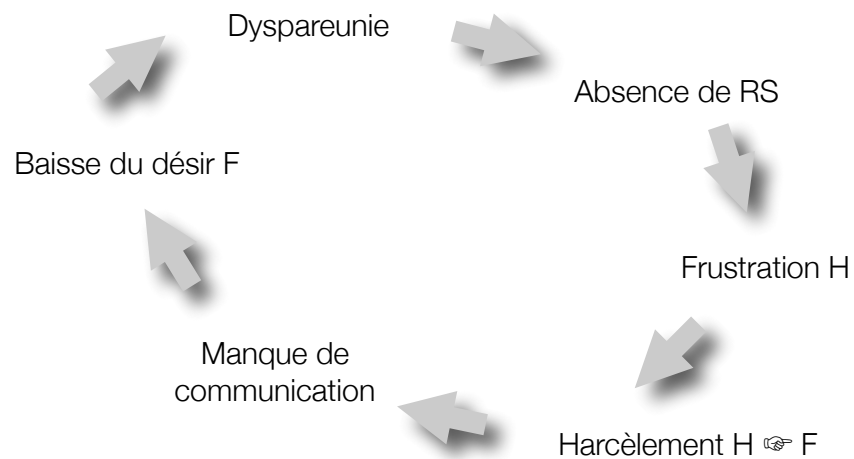 Dyspareunie
Absence de RS
Baisse du désir F
Frustration H
Manque de
communication
Harcèlement H ☞ F